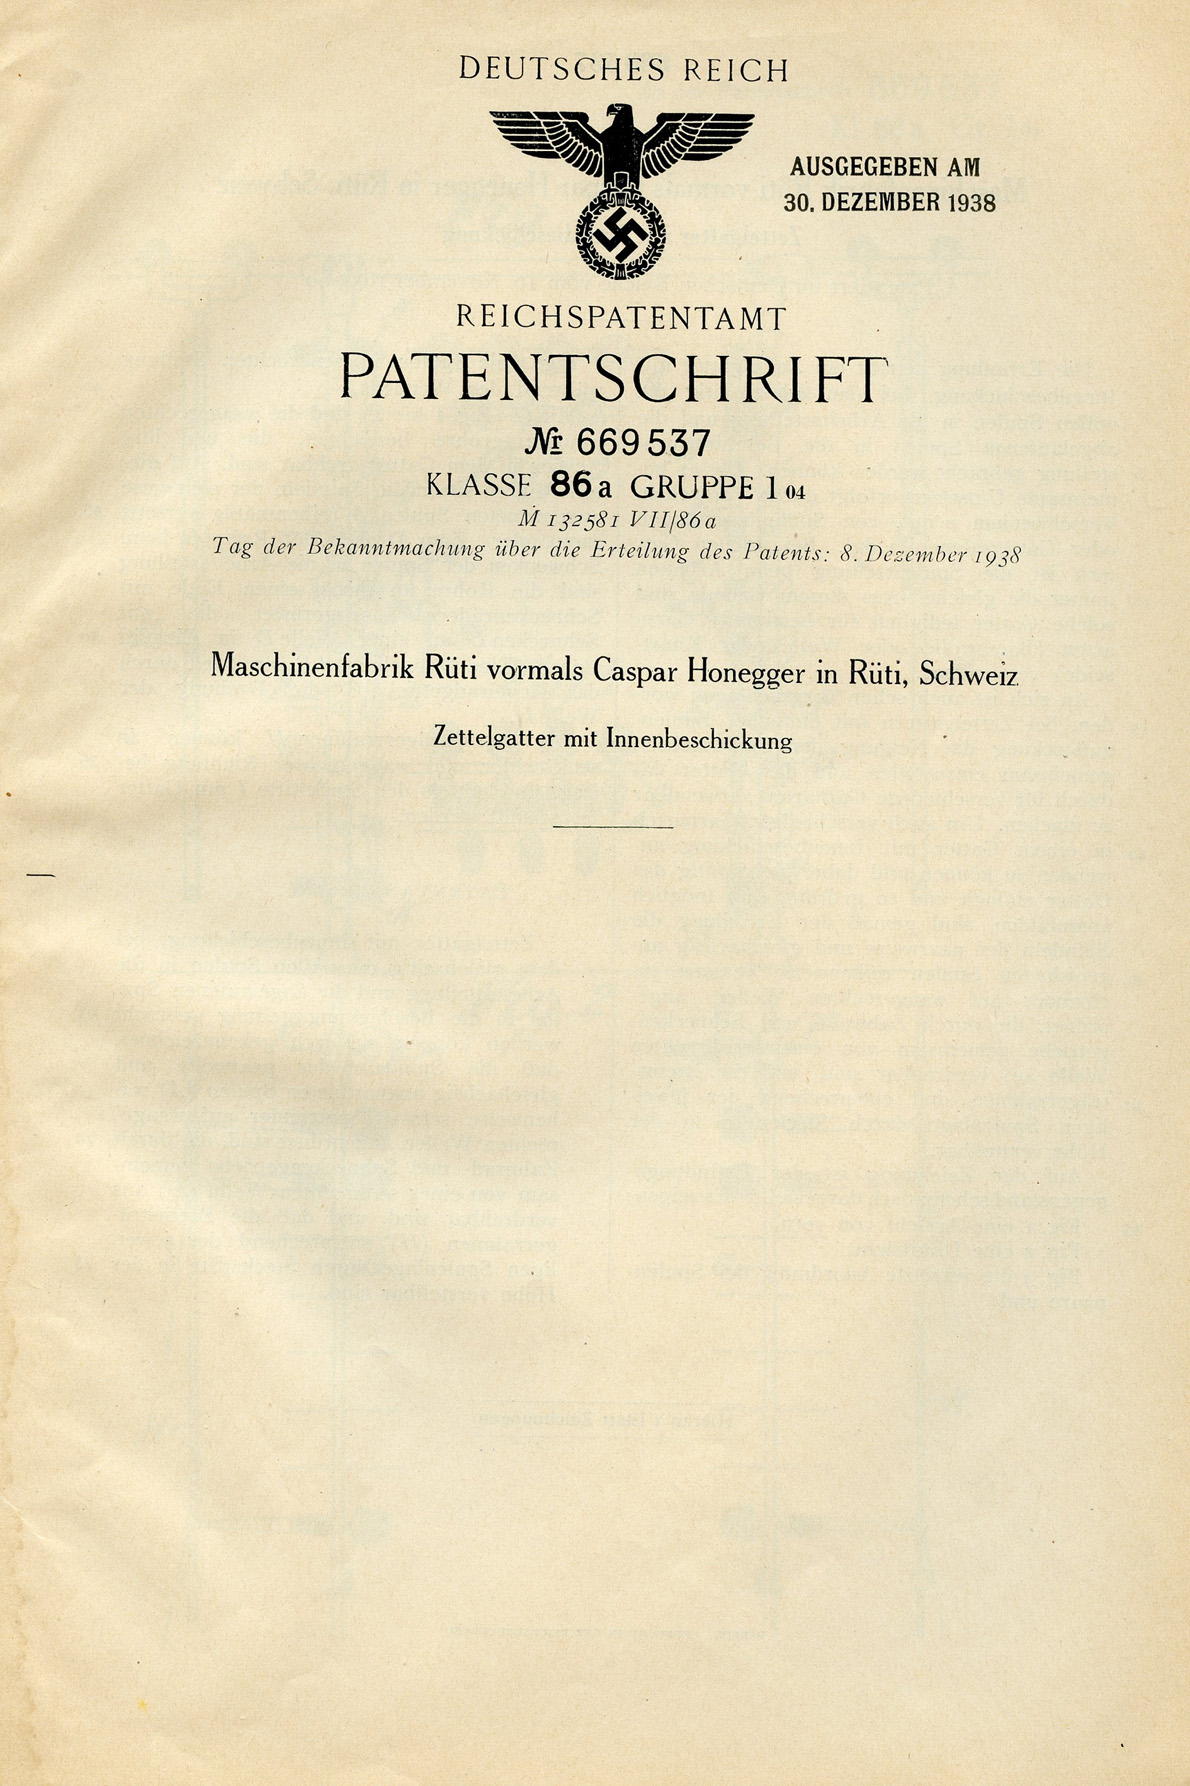 DEUTSCHES REICH
AUSGEGEBEN AM
30. DEZEMBER 1938
REICHSPATENTAMT
PATENTSCHRIFT
№ 669537
KLASSE 86a GRUPPE 1 04
M 132581 VII/86a
Tag der Bekanntmachung über die Erteilung des Patents: 8. Dezember 1938
Maschinenfabrik Rüti vormals Caspar Honegger in Rüti, Schweiz
Zettelgatter mit Innenbeschickung